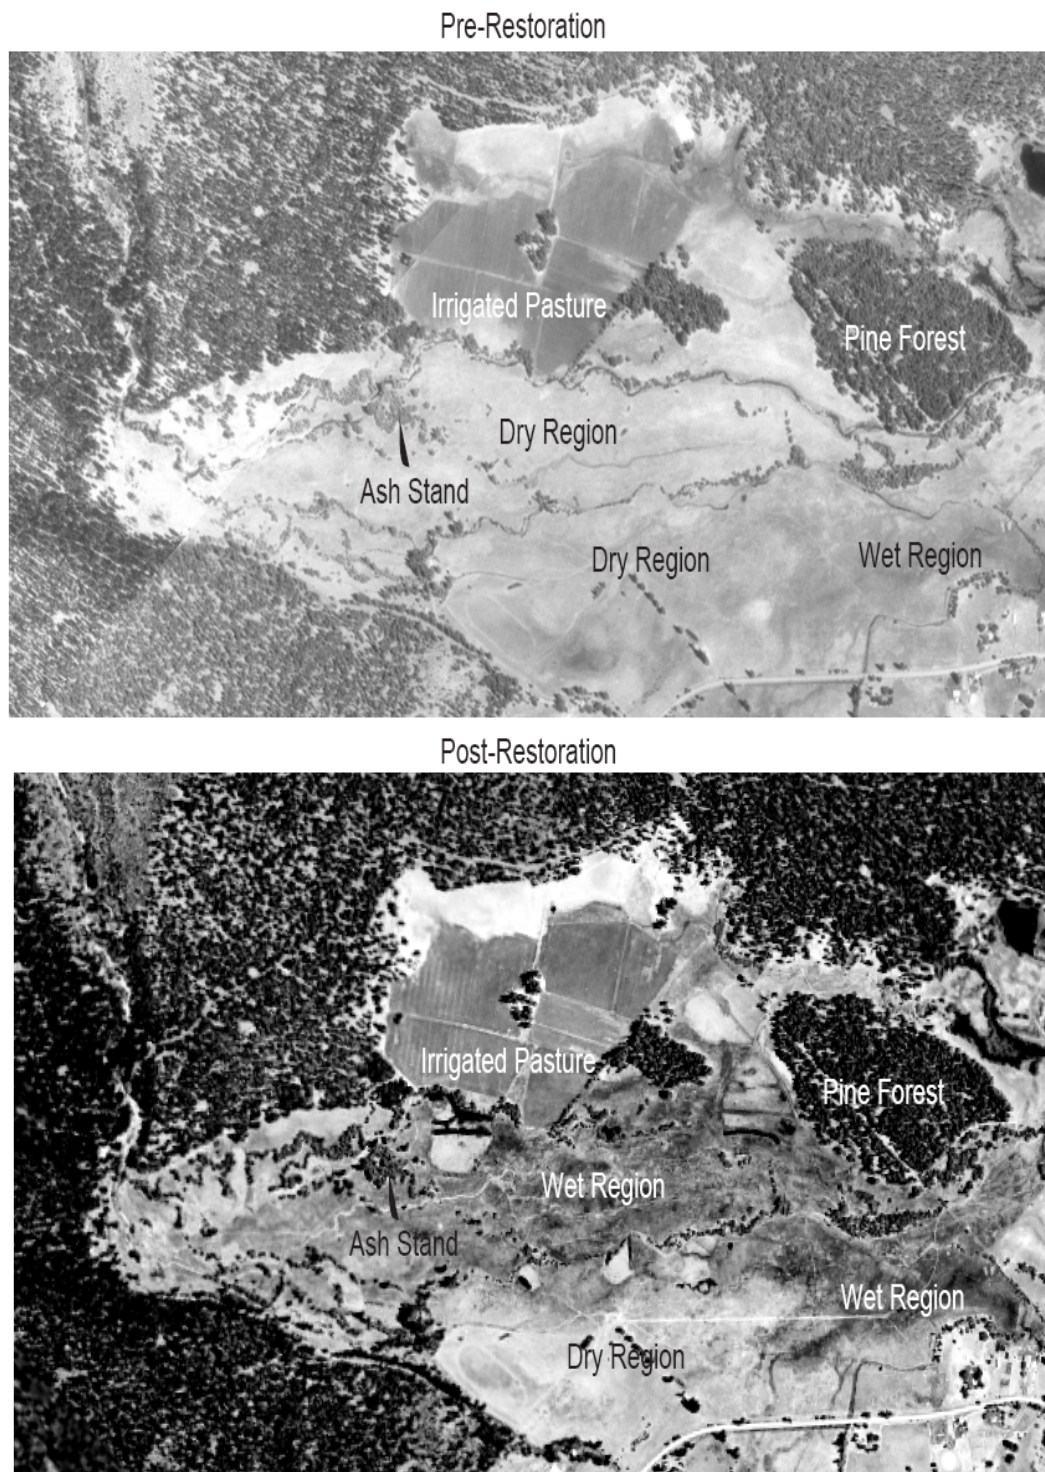 Pre-Restoration
Irrigated Pasture
Pine Forest
Dry Region
Ash Stand
Dry Region
Wet Region
Post-Restoration
Irrigated Pasture
Pine Forest
Wet Region
Ash Stand
Wet Region
Dry Region